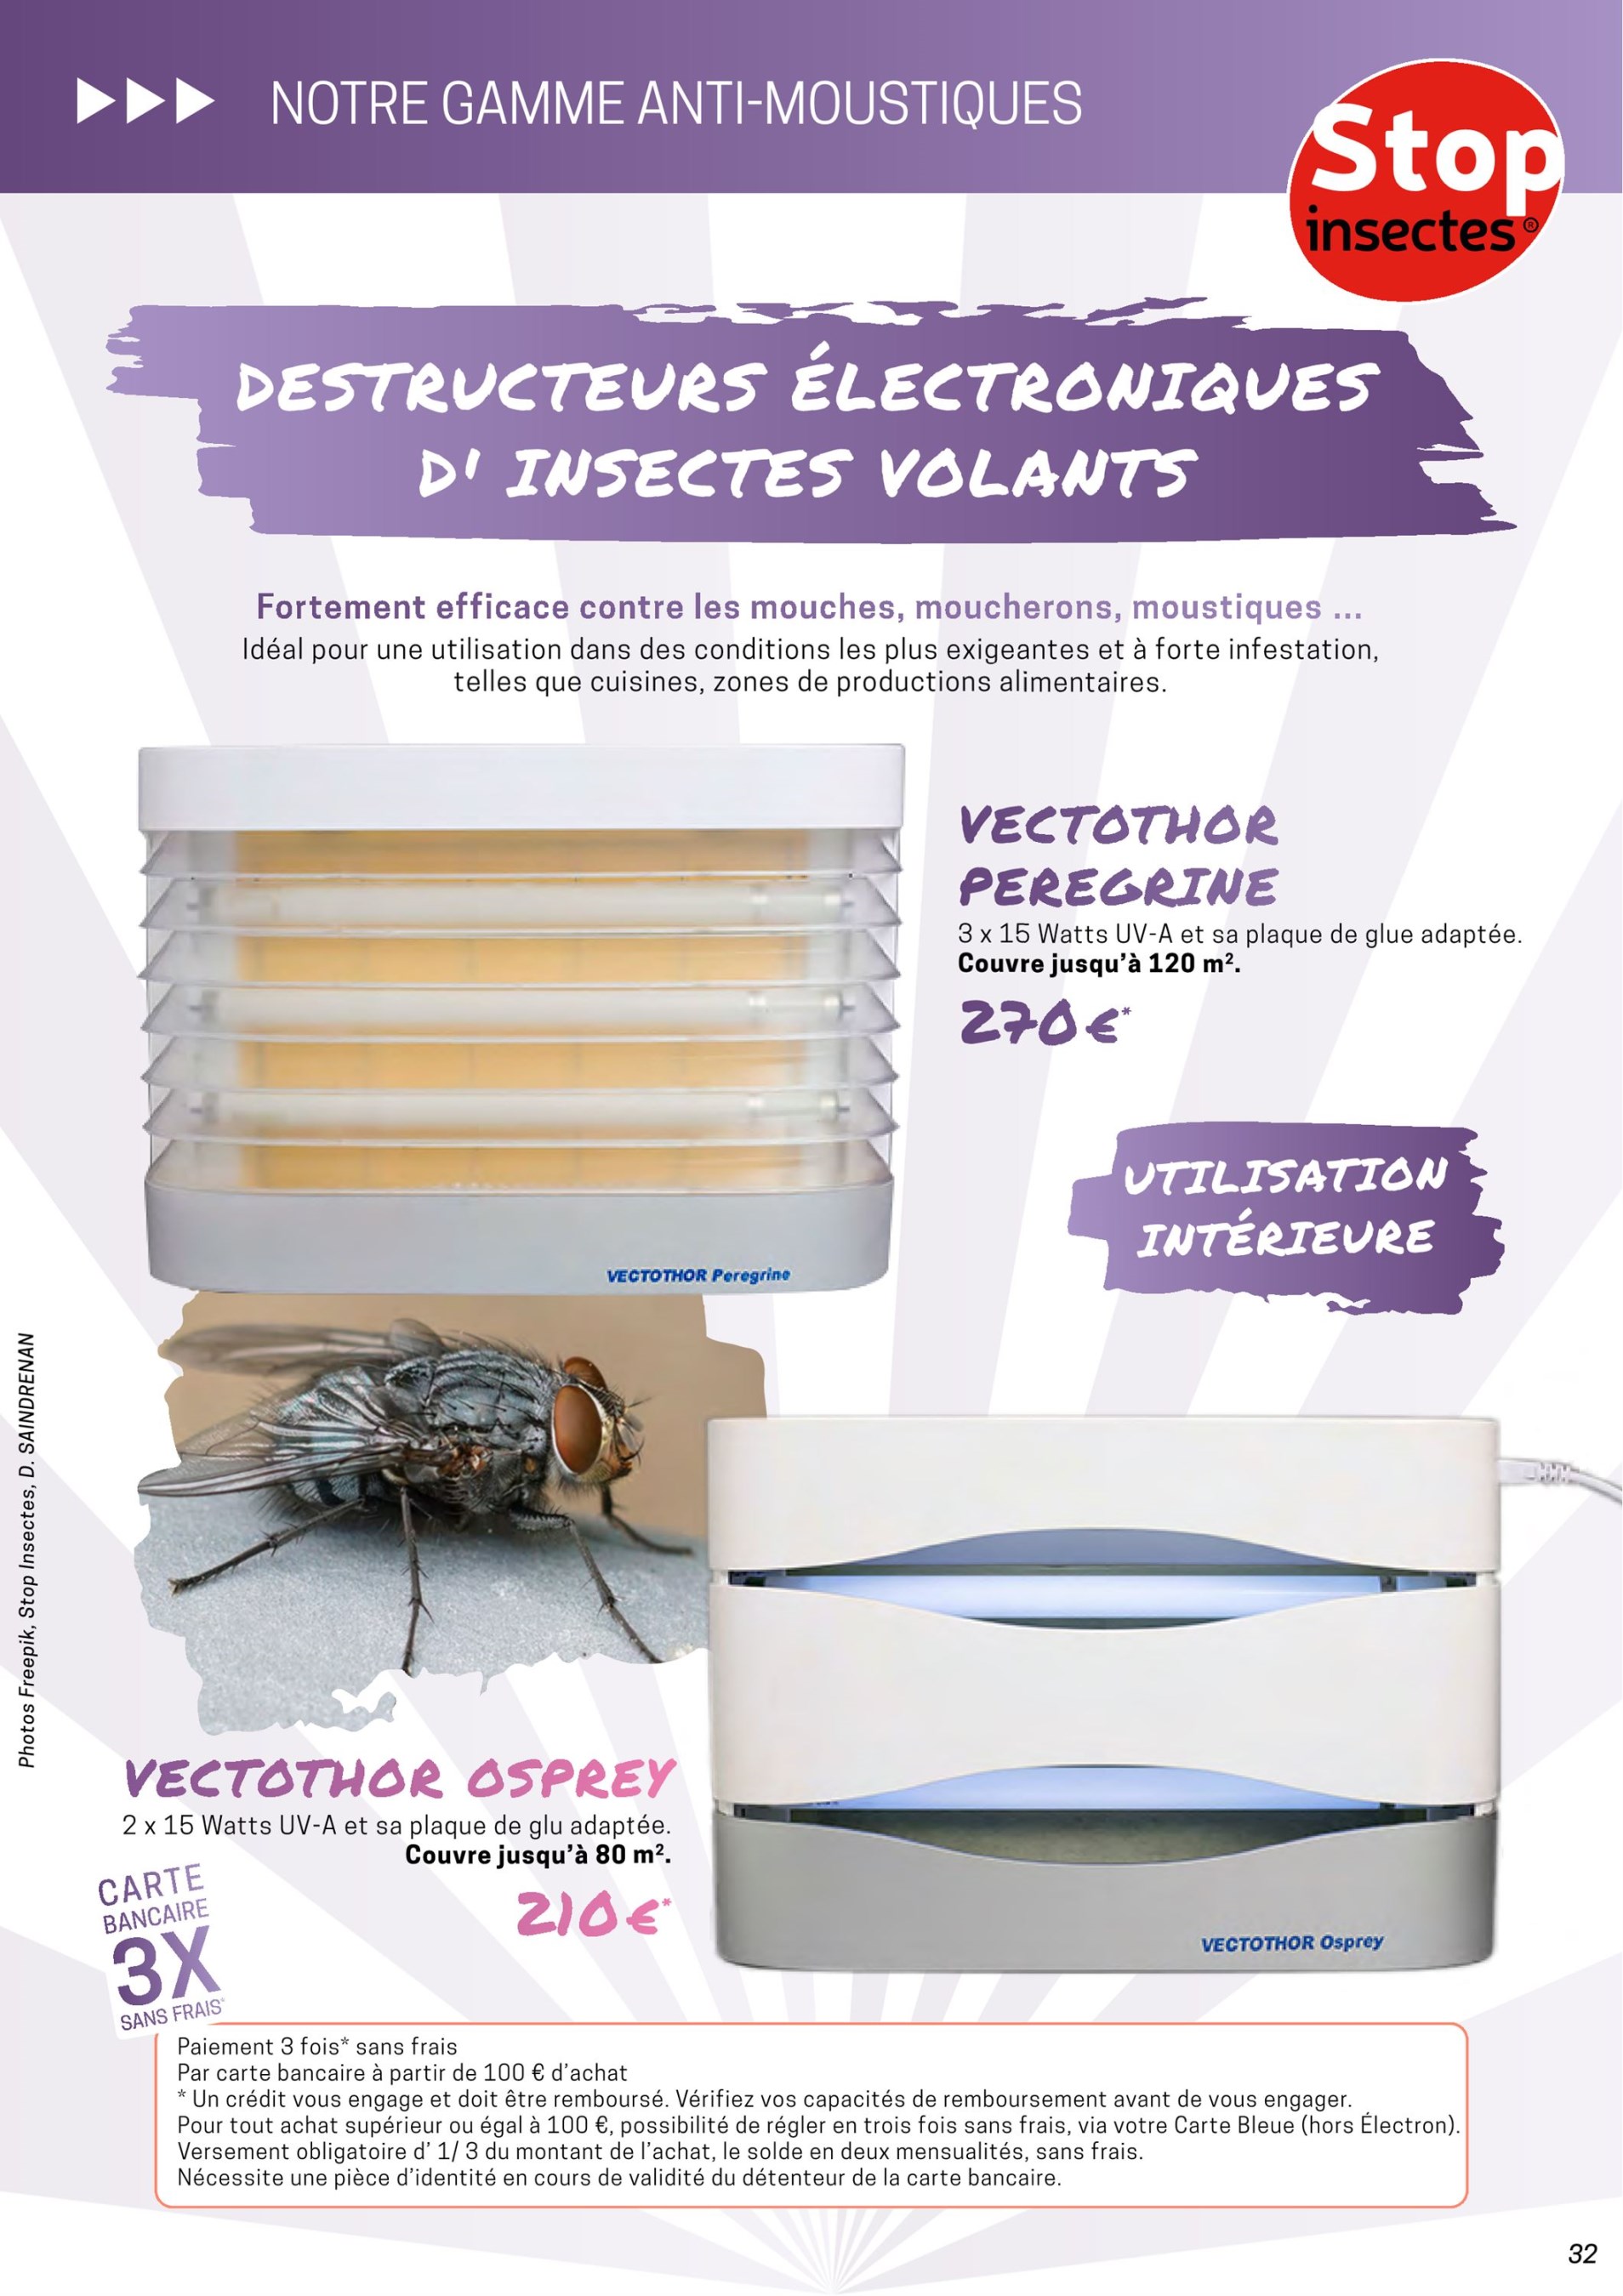 NOTRE GAMME ANTI-MOUSTIQUES
Stop
insectes®
DESTRUCTEURS ÉLECTRONIQUES
D' INSECTES VOLANTS
Fortement efficace contre les mouches, moucherons, moustiques ...
Idéal pour une utilisation dans des conditions les plus exigeantes et à forte infestation,
telles que cuisines, zones de productions alimentaires.
VECTOTHOR
PEREGRINE
3 x 15 Watts UV-A et sa plaque de glue adaptée.
Couvre jusqu'à 120 m².
270 €*
VECTOTHOR Peregrine
UTILISATION
INTÉRIEURE
Photos Freepik, Stop Insectes, D. SAINDRENAN
VECTOTHOR OSPREY
2 x 15 Watts UV-A et sa plaque de glu adaptée.
Couvre jusqu'à 80 m².
210 €*
VECTOTHOR Osprey
CARTE
BANCAIRE
3X
SANS FRAIS*
Paiement 3 fois* sans frais
Par carte bancaire à partir de 100 € d'achat
* Un crédit vous engage et doit être remboursé. Vérifiez vos capacités de remboursement avant de vous engager.
Pour tout achat supérieur ou égal à 100 €, possibilité de régler en trois fois sans frais, via votre Carte Bleue (hors Électron).
Versement obligatoire d' 1/ 3 du montant de l'achat, le solde en deux mensualités, sans frais.
Nécessite une pièce d'identité en cours de validité du détenteur de la carte bancaire.
32